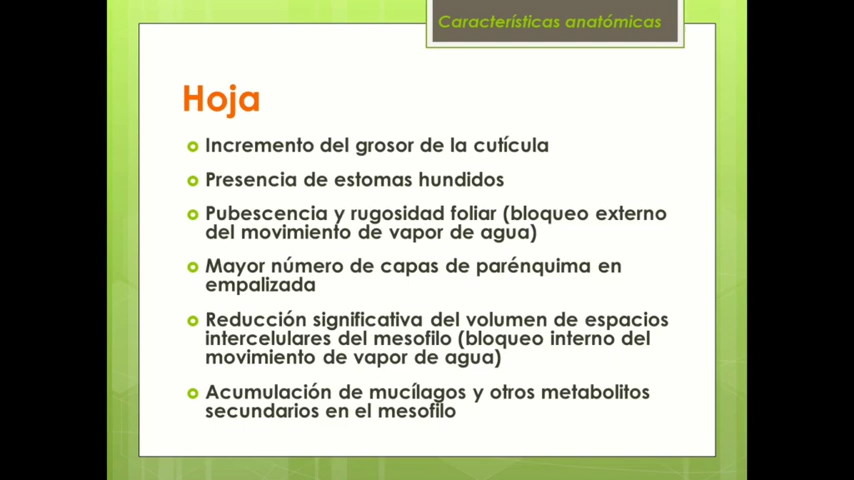 Características anatómicas
Hoja
Incremento del grosor de la cutícula
Presencia de estomas hundidos
Pubescencia y rugosidad foliar (bloqueo externo
del movimiento de vapor de agua)
Mayor número de capas de parénquima en
empalizada
Reducción significativa del volumen de espacios
intercelulares del mesofilo (bloqueo interno del
movimiento de vapor de agua)
Acumulación de mucílagos y otros metabolitos
secundarios en el mesofilo